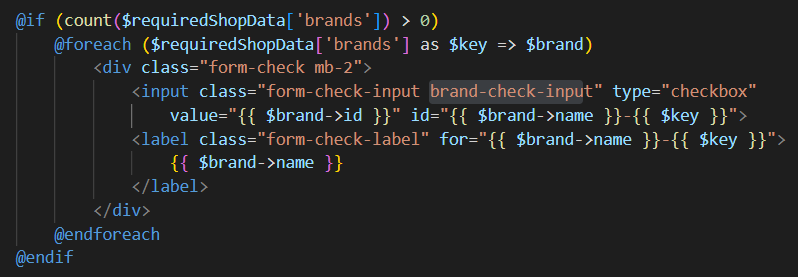 @if (count($requiredShopData['brands']) > 0)
@foreach ($requiredShopData['brands'] as $key => $brand)
<div class="form-check mb-2">
<input class="form-check-input brand-check-input" type="checkbox"
value="{{ $brand->id }}" id="{{ $brand->name }}-{{ $key }}">
<label class="form-check-label" for="{{ $brand->name }}-{{ $key }}">
{{ $brand->name }}
</label>
</div>
@endforeach
@endif